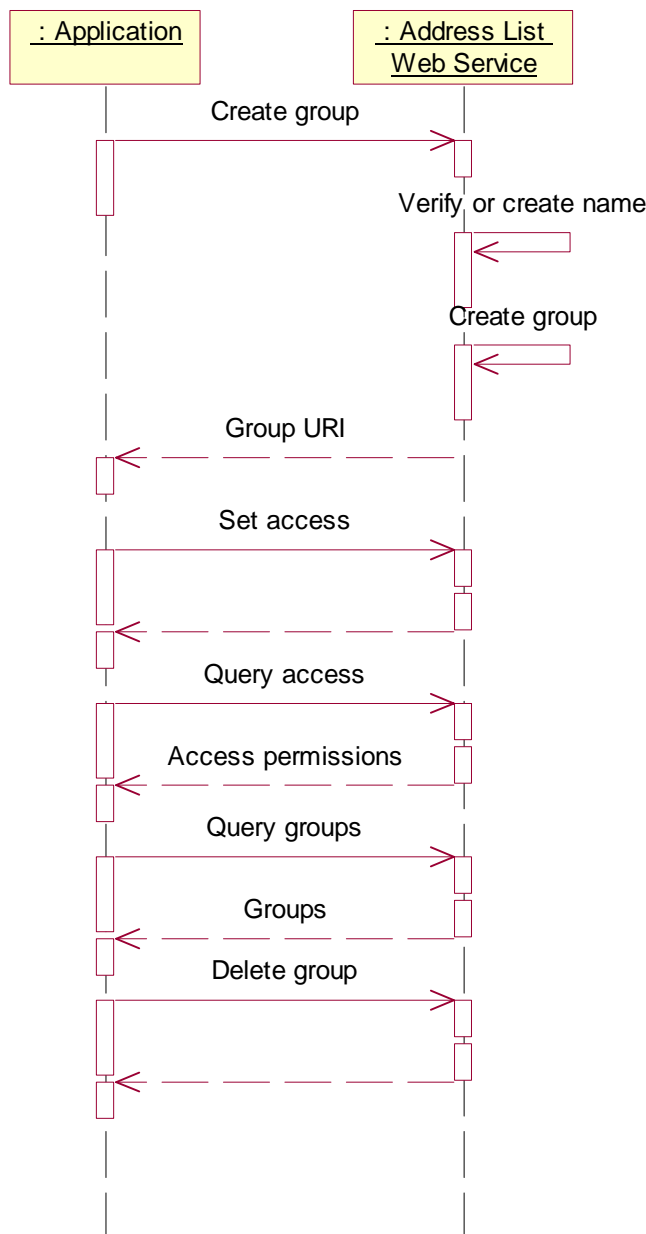 : Application
: Address List
Web Service
Create group
Verify or create name
Create group
Group URI
Set access
Query access
Access permissions
Query groups
Groups
Delete group